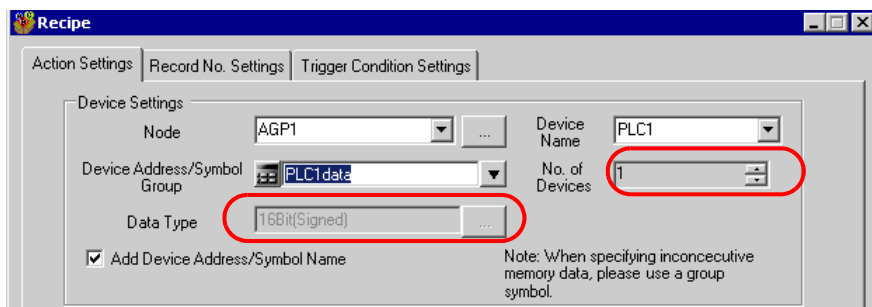 Recipe
Action Settings Record No. Settings Trigger Condition Settings
Device Settings
Node AGP1 ... Device Name PLC1
Device Address/Symbol Group PLC1data No. of Devices 1
Data Type 16Bit(Signed) ...
Add Device Address/Symbol Name
Note: When specifying inconcecutive
memory data, please use a group
symbol.